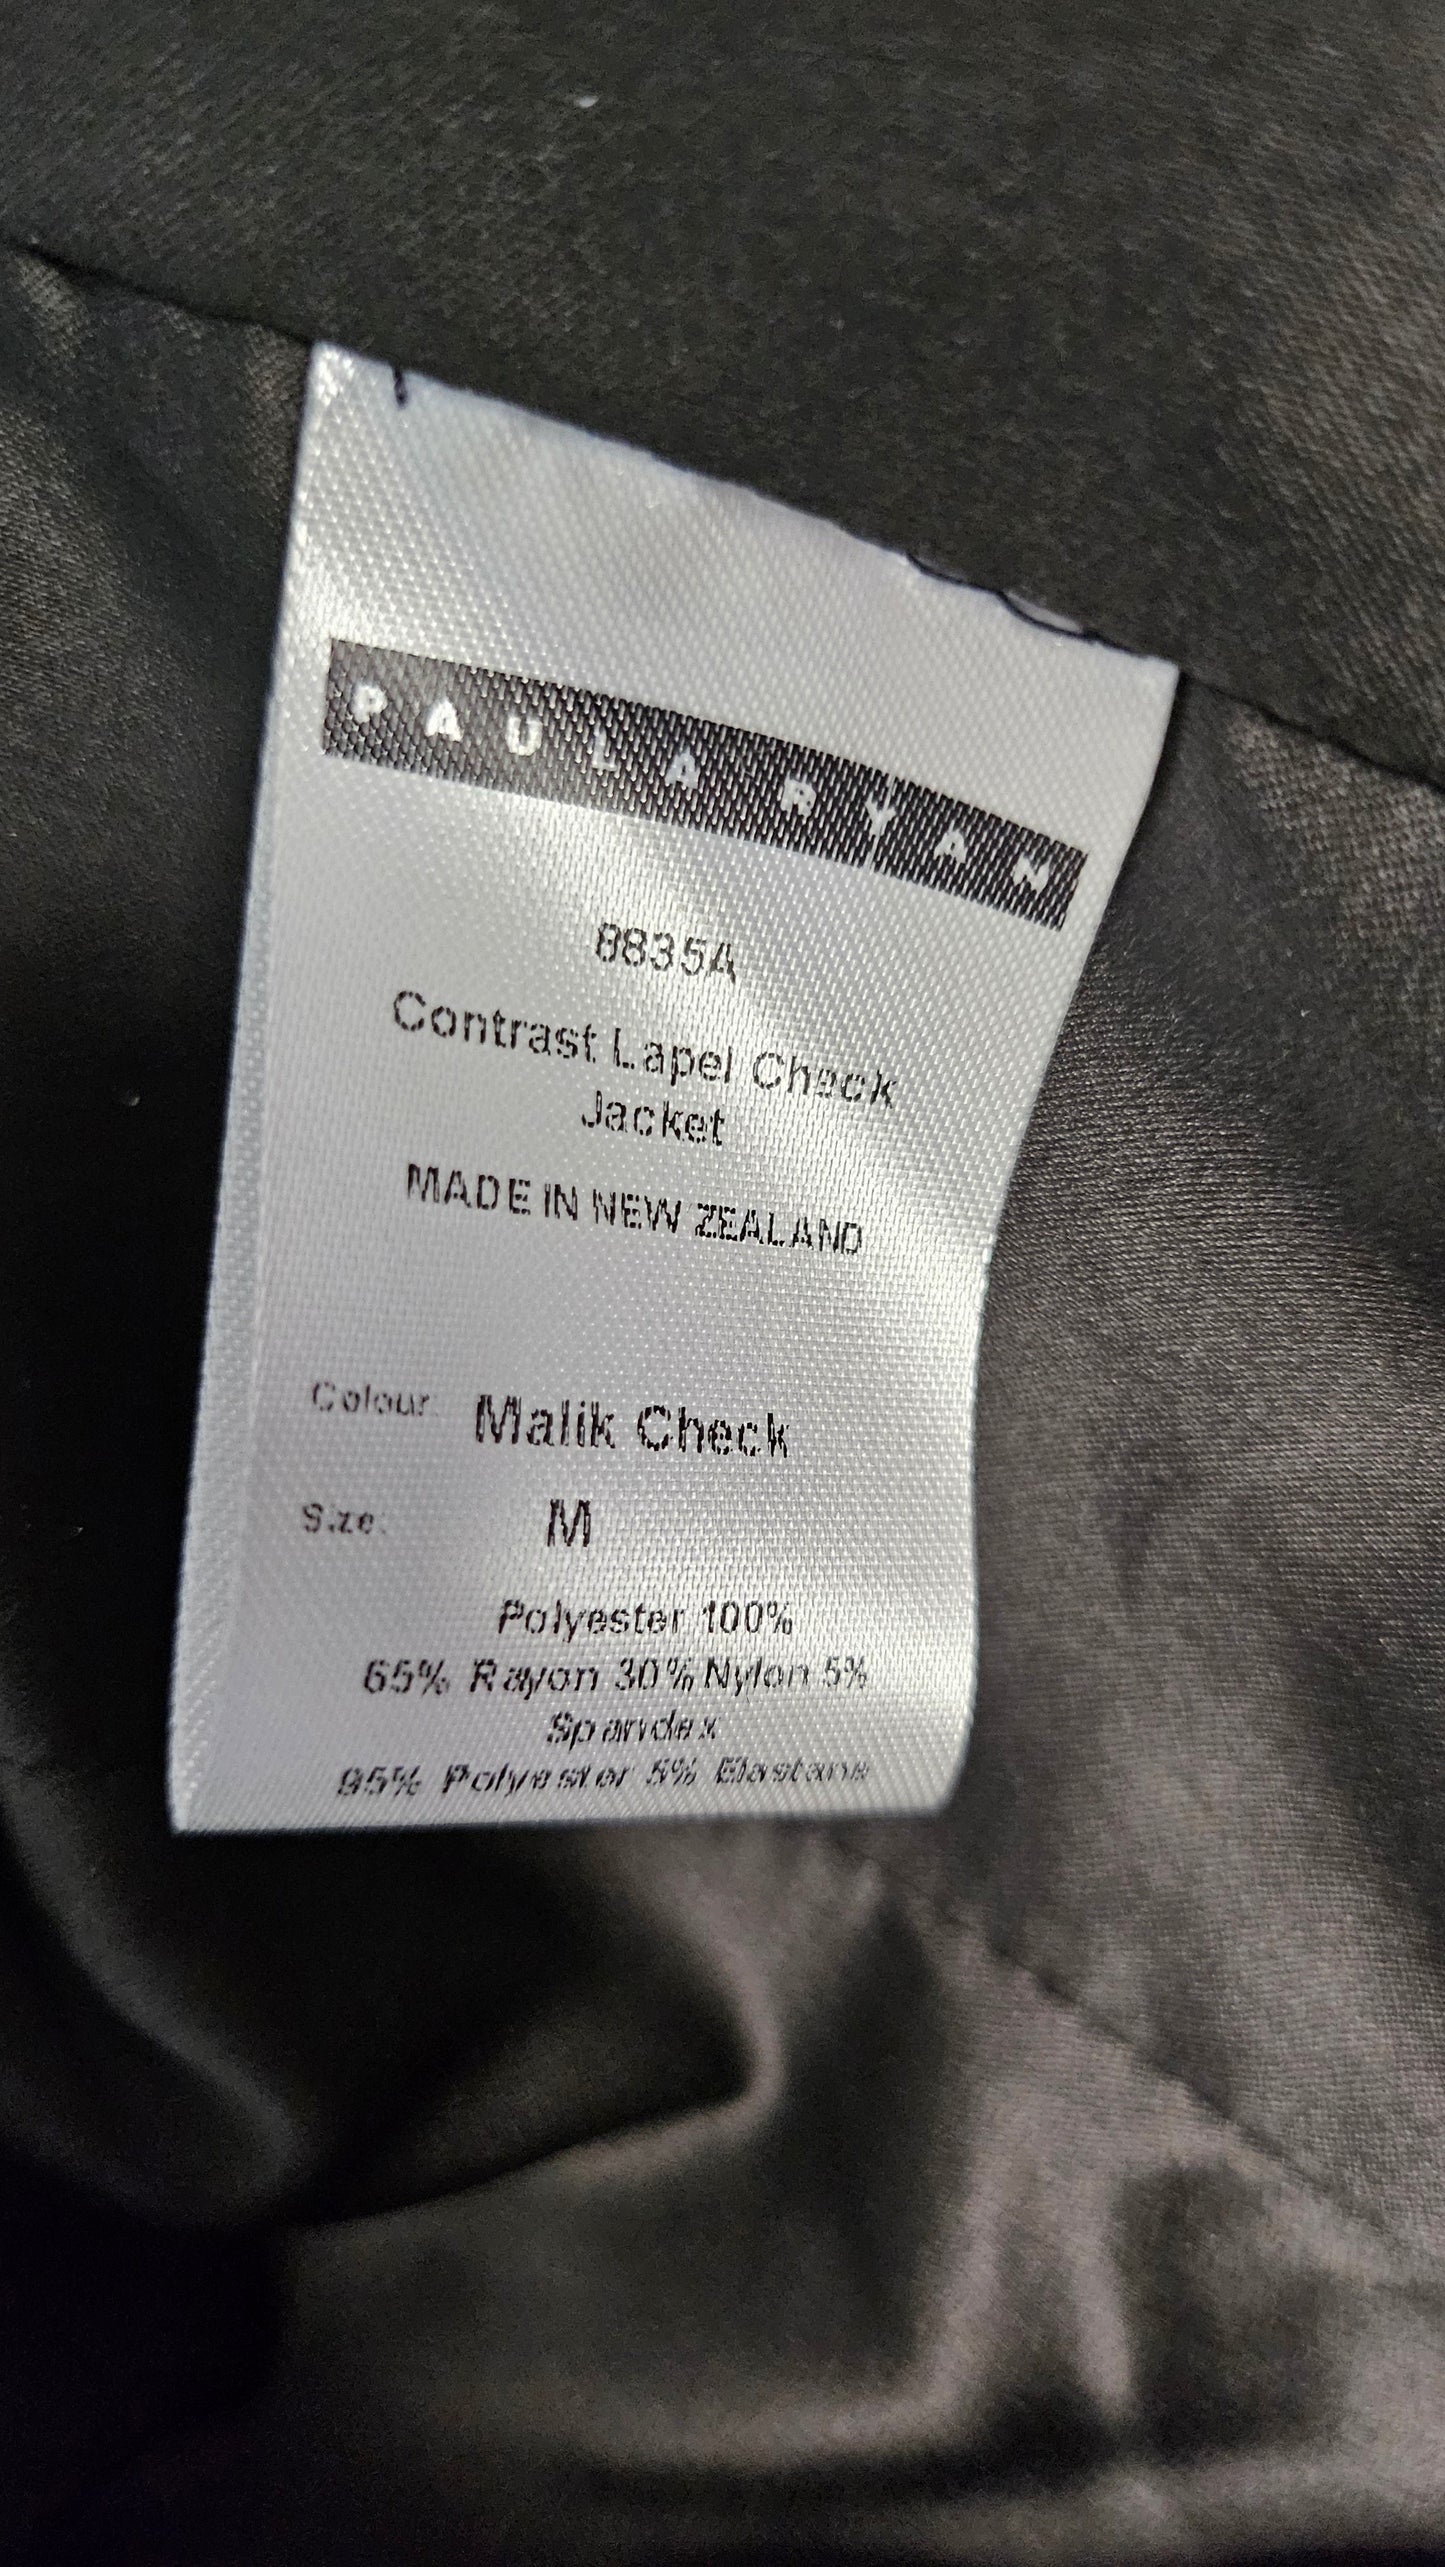 PAULA RYAN
8835A
Contrast Lapel Check
Jacket
MADE IN NEW ZEALAND
Colour: Malik Check
Size: M
Polyester 100%
65% Rayon 30% Nylon 5%
Spandex
95% Polyester 5% Elastane